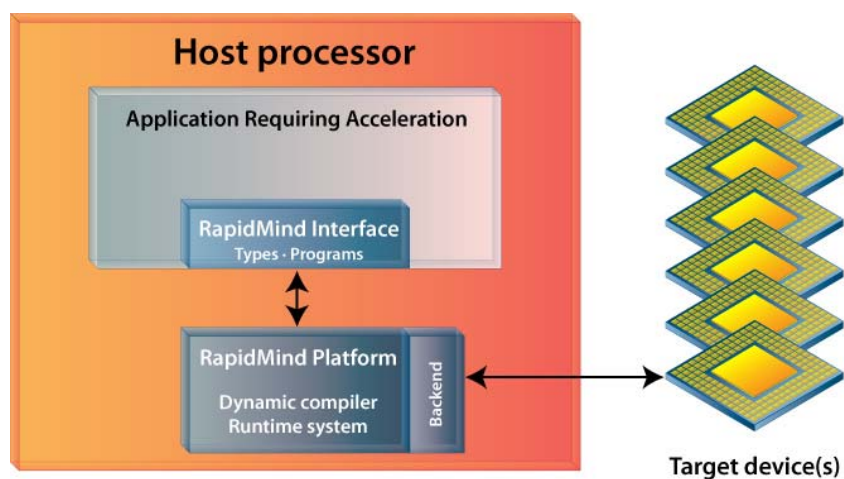 Host processor
Application Requiring Acceleration
RapidMind Interface
Types · Programs
RapidMind Platform
Dynamic compiler
Runtime system
Backend
Target device(s)